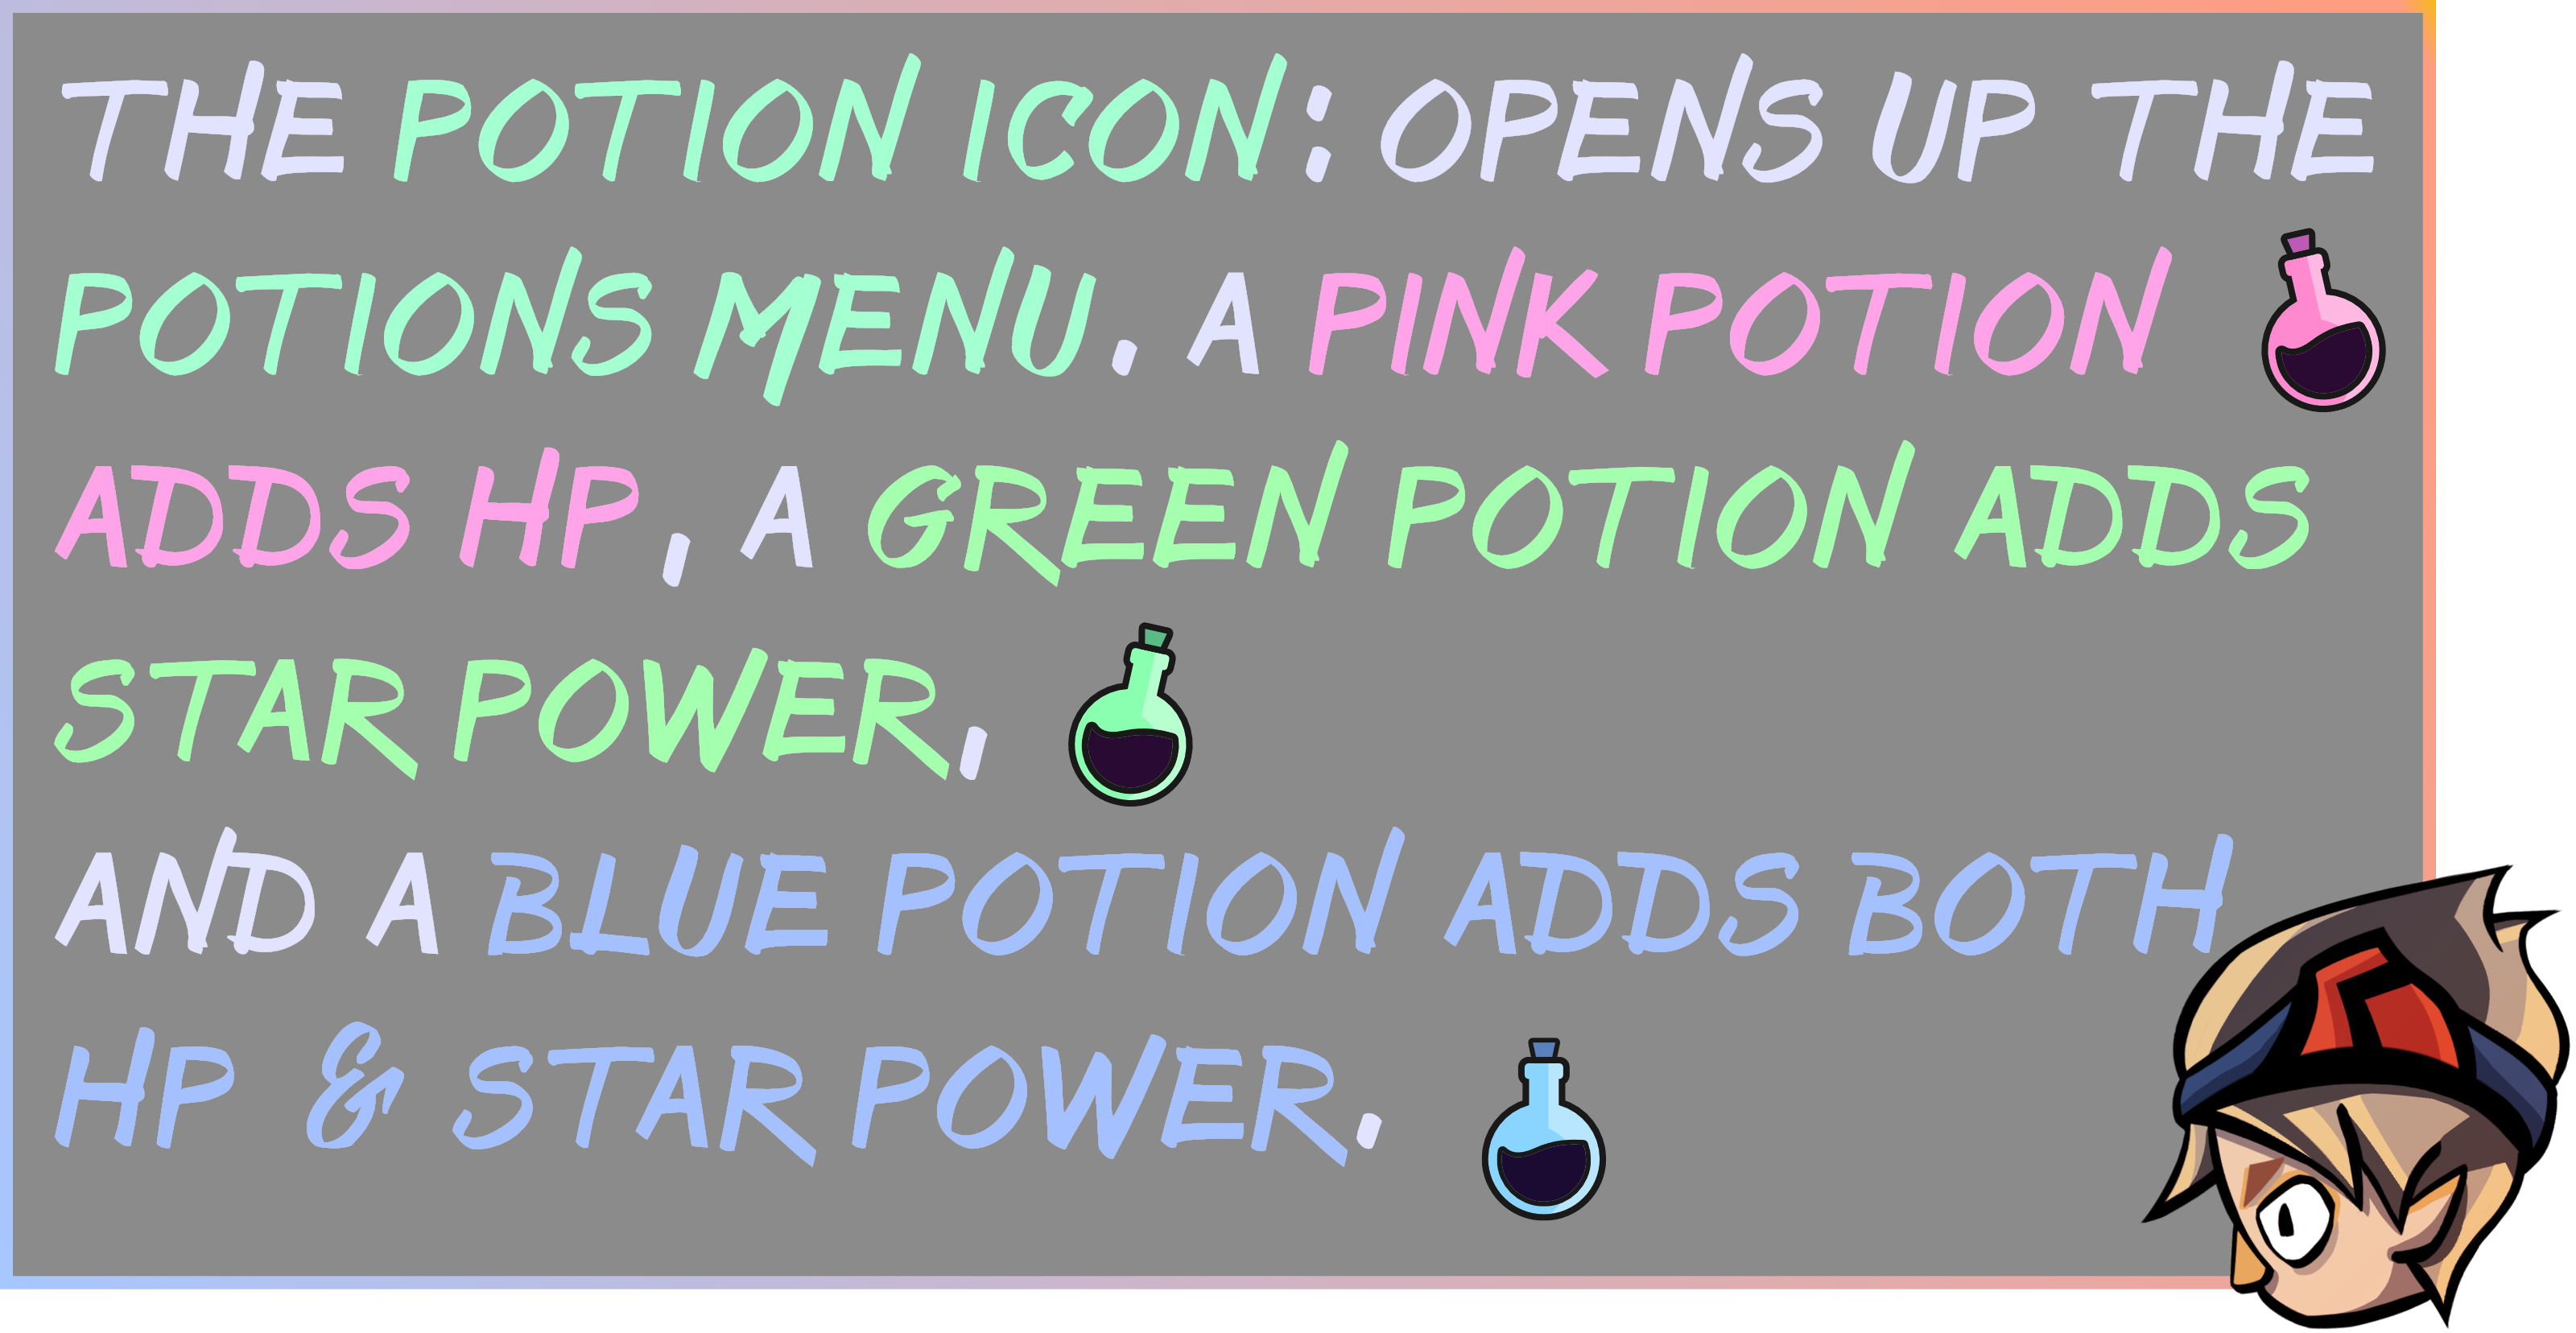 THE POTION ICON: OPENS UP THE
POTIONS MENU. A PINK POTION
ADDS HP, A GREEN POTION ADDS
STAR POWER,
AND A BLUE POTION ADDS BOTH
HP & STAR POWER.